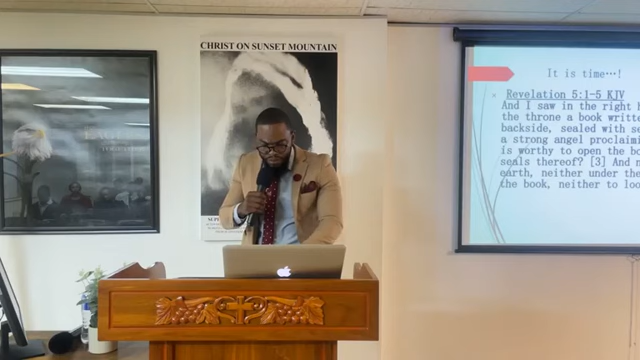 CHRIST ON SUNSET MOUNTAIN
EAGLE
It is time…!
Revelation 5:1-5 KJV
And I saw in the right h
the throne a book writte
backside, sealed with se
a strong angel proclaimi
is worthy to open the bo
seals thereof? [3] And n
earth, neither under the
the book, neither to loo